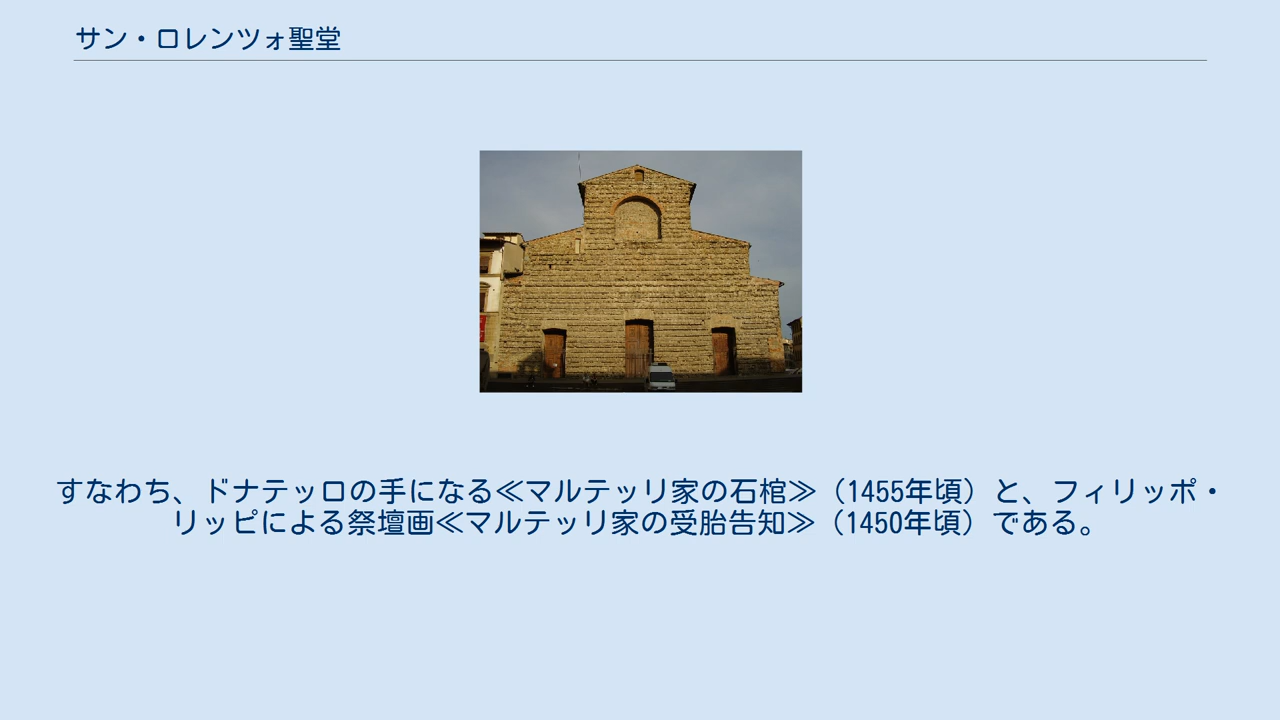 サン・ロレンツォ聖堂
すなわち、ドナテッロの手になる≪マルテッリ家の石棺≫（1455年頃）と、フィリッポ・
リッピによる祭壇画≪マルテッリ家の受胎告知≫（1450年頃）である。